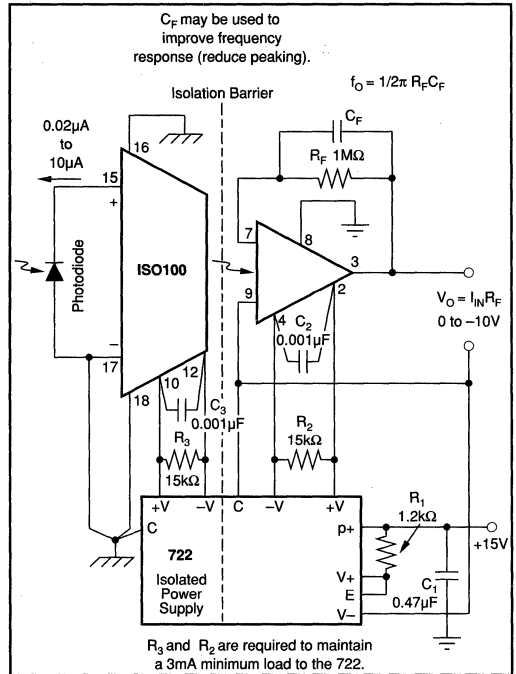 C_F may be used to
improve frequency
response (reduce peaking).
f_O = 1/2π R_F C_F
Isolation Barrier
0.02µA
to
10µA
16
15
+
C_F
R_F 1MΩ
7
8
3
ISO100
Photodiode
9
2
V_O = I_IN R_F
0 to –10V
–
17
4
C_2
0.001µF
12
10
18
C_3
0.001µF
R_3
15kΩ
R_2
15kΩ
+V
–V
C
–V
+V
C
p+
R_1
1.2kΩ
+15V
722
Isolated
Power
Supply
V+
E
V–
C_1
0.47µF
R_3 and R_2 are required to maintain
a 3mA minimum load to the 722.